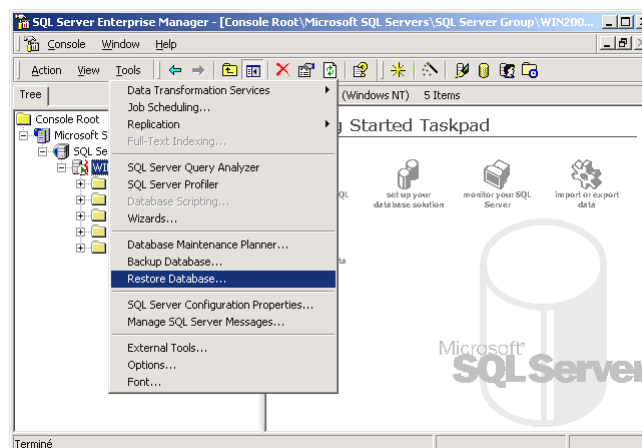 SQL Server Enterprise Manager - [Console Root\Microsoft SQL Servers\SQL Server Group\WIN200...
Console Window Help
Action View Tools
Tree
(Windows NT) 5 Items
Console Root
Microsoft S
SQL Se
WI
Data Transformation Services
Job Scheduling...
Replication
Full-Text Indexing...
SQL Server Query Analyzer
SQL Server Profiler
Database Scripting...
Wizards...
Database Maintenance Planner...
Backup Database...
Restore Database...
SQL Server Configuration Properties...
Manage SQL Server Messages...
External Tools...
Options...
Font...
g Started Taskpad
QL
set up your
database solution
monitor your SQL
Server
import or export
data
ta
Microsoft®
SQL Server
Terminé